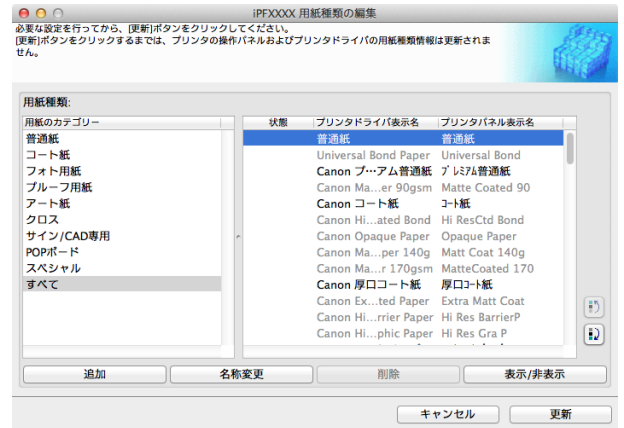 iPFXXXX 用紙種類の編集
必要な設定を行ってから、[更新]ボタンをクリックしてください。
[更新]ボタンをクリックするまでは、プリンタの操作パネルおよびプリンタドライバの用紙種類情報は更新されま
せん。
用紙種類:
用紙のカテゴリー
普通紙
コート紙
フォト用紙
プルーフ用紙
アート紙
クロス
サイン/CAD専用
POPボード
スペシャル
すべて
状態 プリンタドライバ表示名 プリンタパネル表示名
普通紙 普通紙
Universal Bond Paper Universal Bond
Canon プ…アム普通紙 プレミアム普通紙
Canon Ma…er 90gsm Matte Coated 90
Canon コート紙 コート紙
Canon Hi…ated Bond Hi ResCtd Bond
Canon Opaque Paper Opaque Paper
Canon Ma…per 140g Matt Coat 140g
Canon Ma…r 170gsm MatteCoated 170
Canon 厚口コート紙 厚口コート紙
Canon Ex…ted Paper Extra Matt Coat
Canon Hi…rrier Paper Hi Res BarrierP
Canon Hi…phic Paper Hi Res Gra P
追加 名称変更 削除 表示/非表示
キャンセル 更新